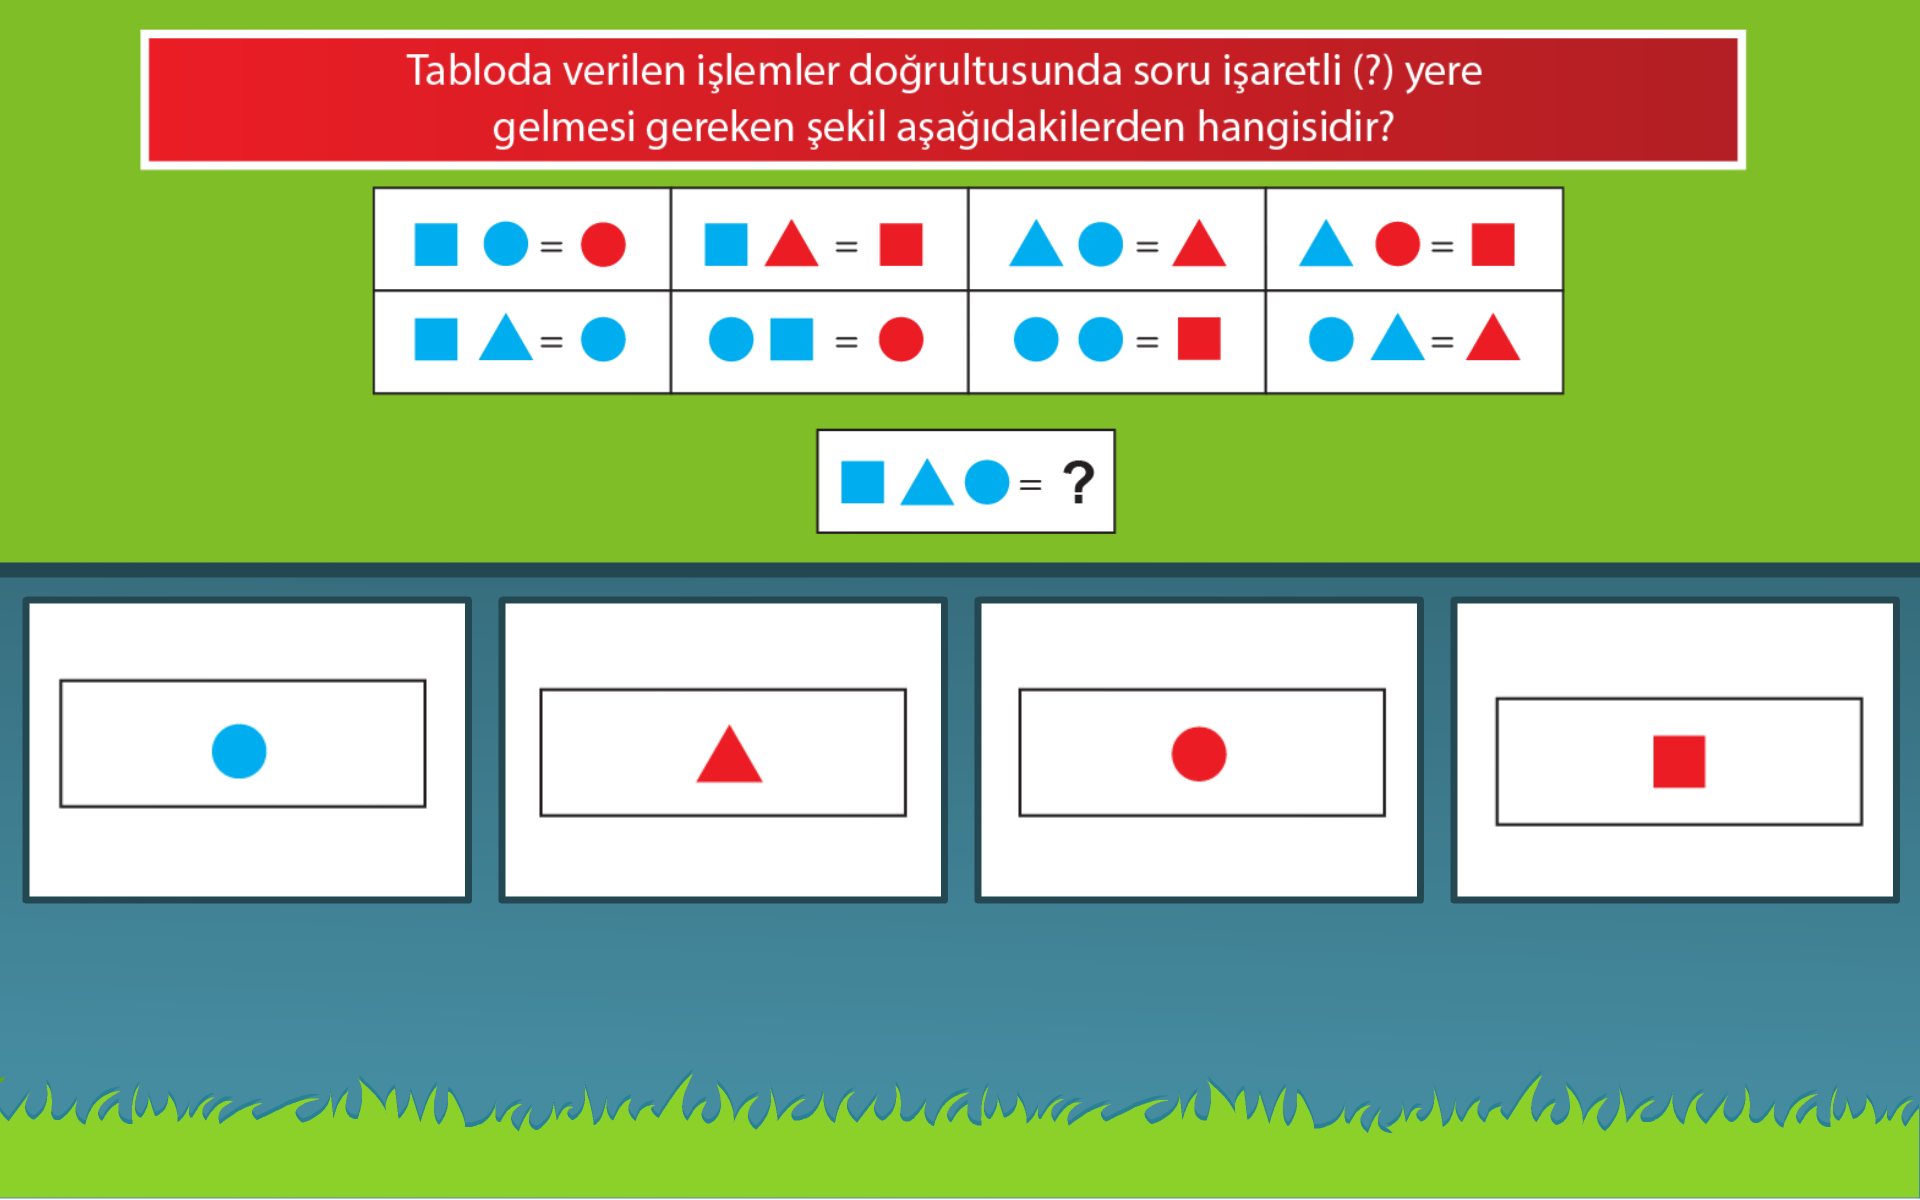 Tabloda verilen işlemler doğrultusunda soru işaretli (?) yere
gelmesi gereken şekil aşağıdakilerden hangisidir?
= = = =
= = = =
= ?